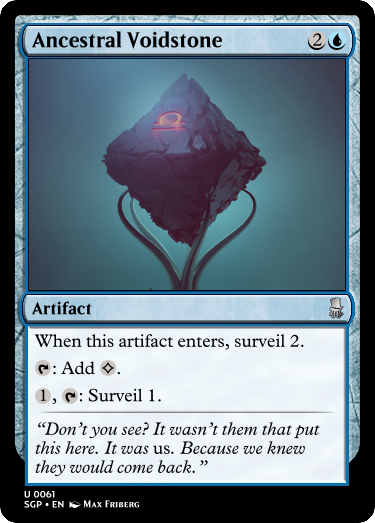 Ancestral Voidstone 2
Artifact
When this artifact enters, surveil 2.
: Add .
1, : Surveil 1.
“Don't you see? It wasn't them that put
this here. It was us. Because we knew
they would come back.”
U 0061
SGP • EN Max Friberg